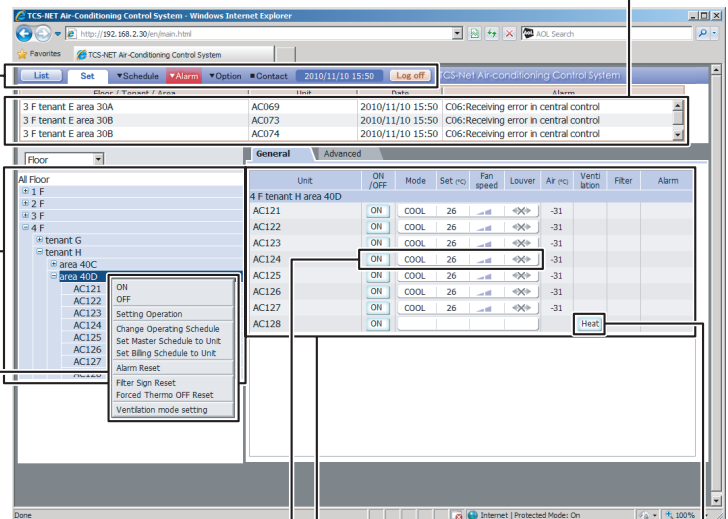 TCS-NET Air-Conditioning Control System - Windows Internet Explorer
http://192.168.2.30/en/main.html
AOL Search
Favorites TCS-NET Air-Conditioning Control System
List Set ▼Schedule ▼Alarm ▼Option ■Contact 2010/11/10 15:50 Log off TCS-Net Air-conditioning Control System
Floor / Tenant / Area Unit Date Alarm
3 F tenant E area 30A AC069 2010/11/10 15:50 C06:Receiving error in central control
3 F tenant E area 30B AC073 2010/11/10 15:50 C06:Receiving error in central control
3 F tenant E area 30B AC074 2010/11/10 15:50 C06:Receiving error in central control
Floor
All Floor
1 F
2 F
3 F
4 F
tenant G
tenant H
area 40C
area 40D
AC121
AC122
AC123
AC124
AC125
AC126
AC127
AC128
ON
OFF
Setting Operation
Change Operating Schedule
Set Master Schedule to Unit
Set Billing Schedule to Unit
Alarm Reset
Filter Sign Reset
Forced Thermo OFF Reset
Ventilation mode setting
General Advanced
Unit ON /OFF Mode Set (°C) Fan speed Louver Air (°C) Venti lation Filter Alarm
4 F tenant H area 40D
AC121 ON COOL 26 -31
AC122 ON COOL 26 -31
AC123 ON COOL 26 -31
AC124 ON COOL 26 -31
AC125 ON COOL 26 -31
AC126 ON COOL 26 -31
AC127 ON COOL 26 -31
AC128 ON Heat
Done Internet | Protected Mode: On 100%